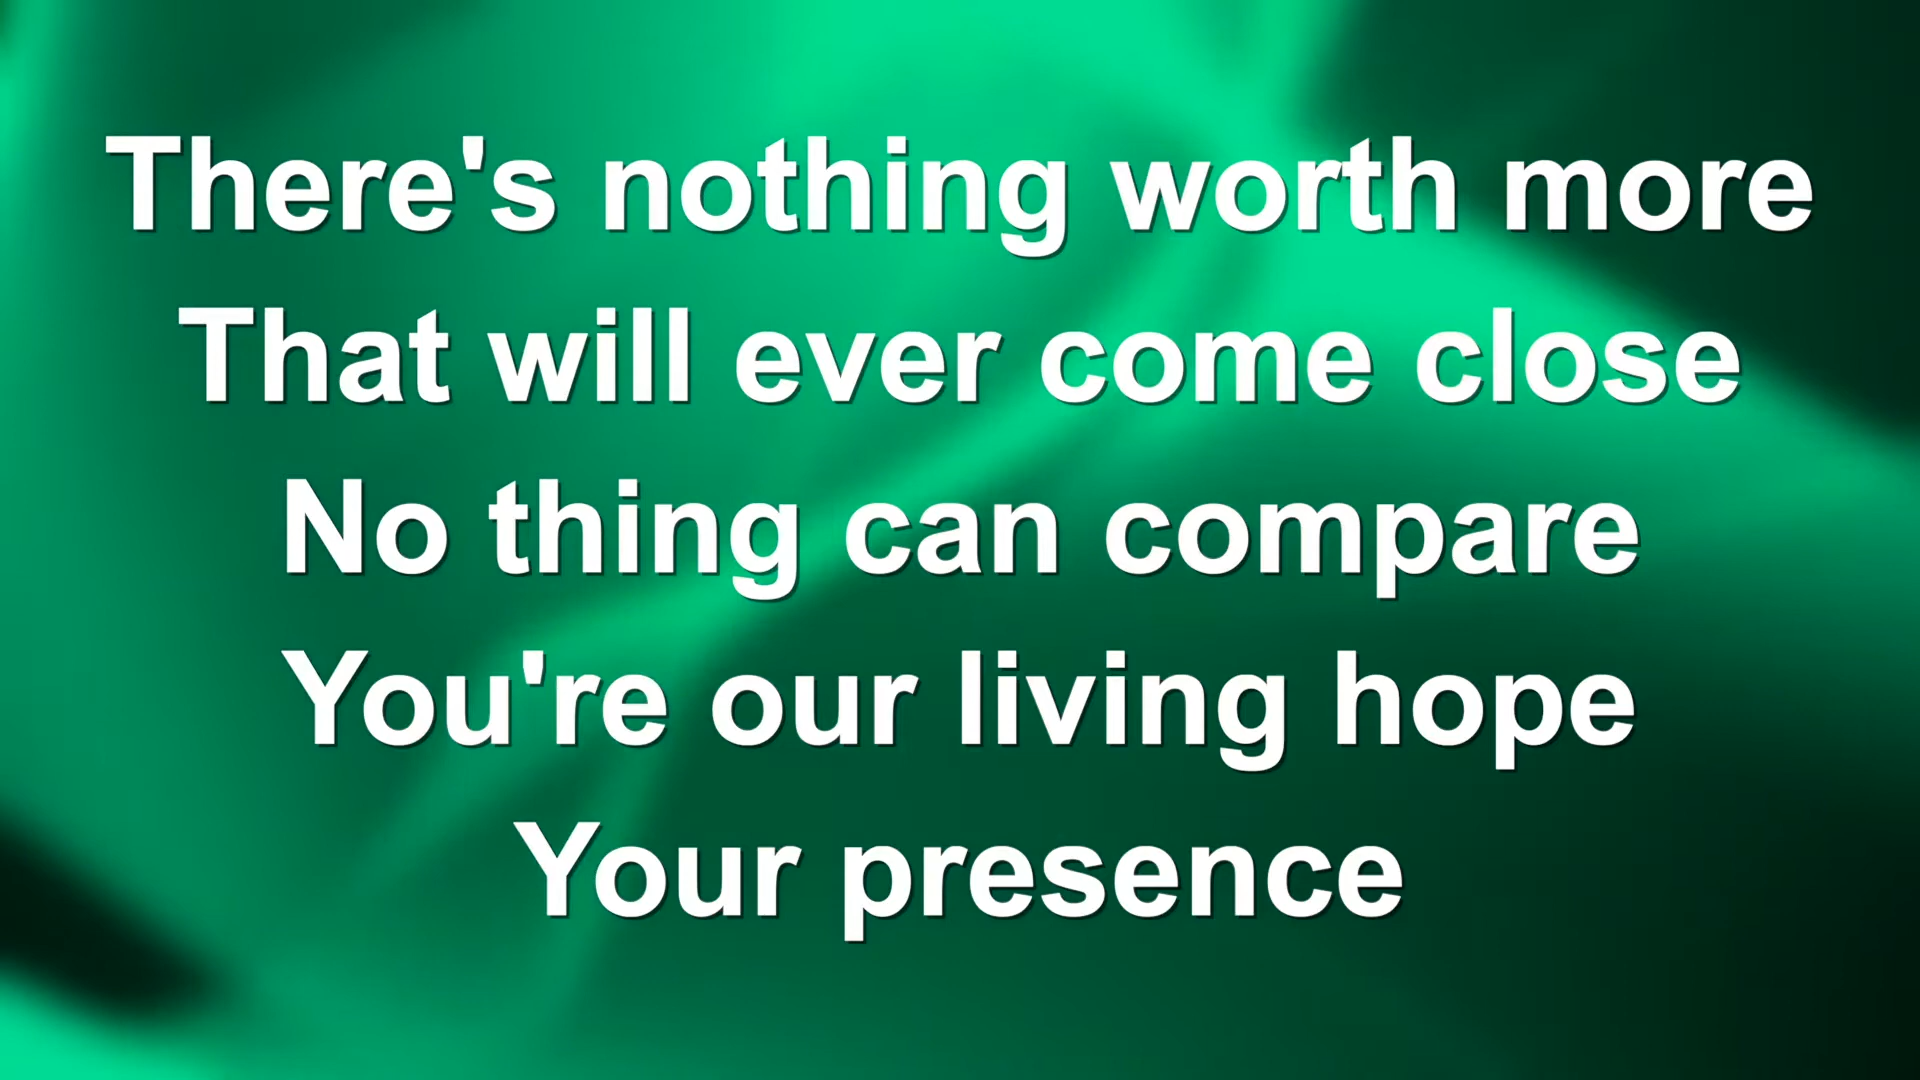 There's nothing worth more
That will ever come close
No thing can compare
You're our living hope
Your presence